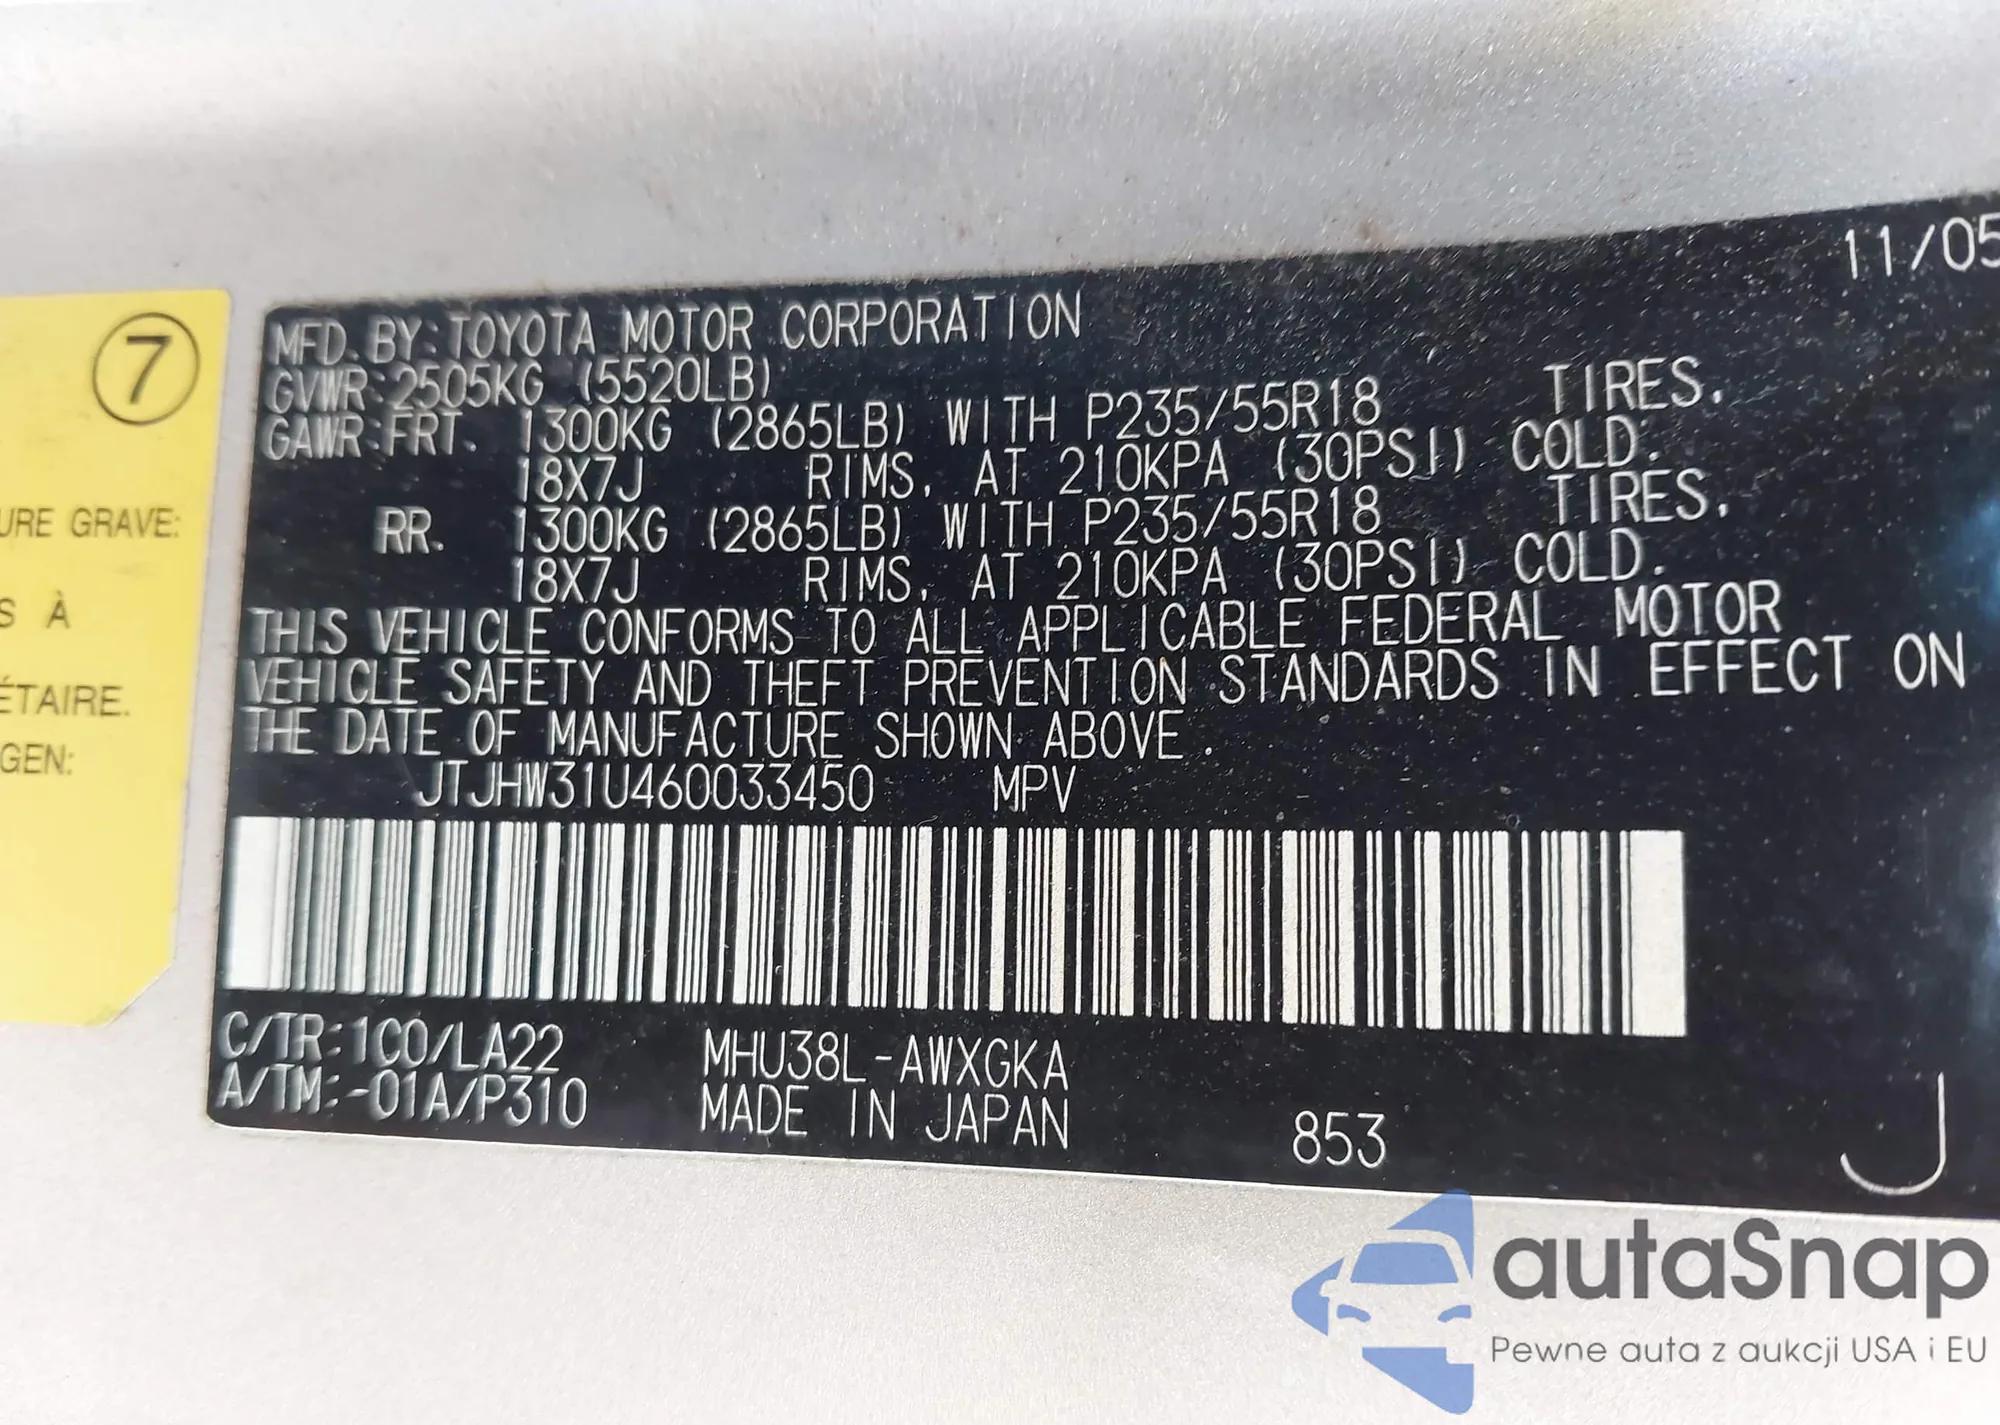 7
URE GRAVE:
S À
ÉTAIRE.
GEN:
11/05
MFD. BY: TOYOTA MOTOR CORPORATION
GVWR: 2505KG (5520LB)
GAWR: FRT. 1300KG (2865LB) WITH P235/55R18 TIRES,
18X7J RIMS, AT 210KPA (30PSI) COLD.
RR. 1300KG (2865LB) WITH P235/55R18 TIRES,
18X7J RIMS, AT 210KPA (30PSI) COLD.
THIS VEHICLE CONFORMS TO ALL APPLICABLE FEDERAL MOTOR
VEHICLE SAFETY AND THEFT PREVENTION STANDARDS IN EFFECT ON
THE DATE OF MANUFACTURE SHOWN ABOVE.
JTJHW31U460033450 MPV
C/TR: 1C0/LA22 MHU38L-AWXGKA
A/TM: -01A/P310 MADE IN JAPAN 853 J
autaSnap
Pewne auta z aukcji USA i EU